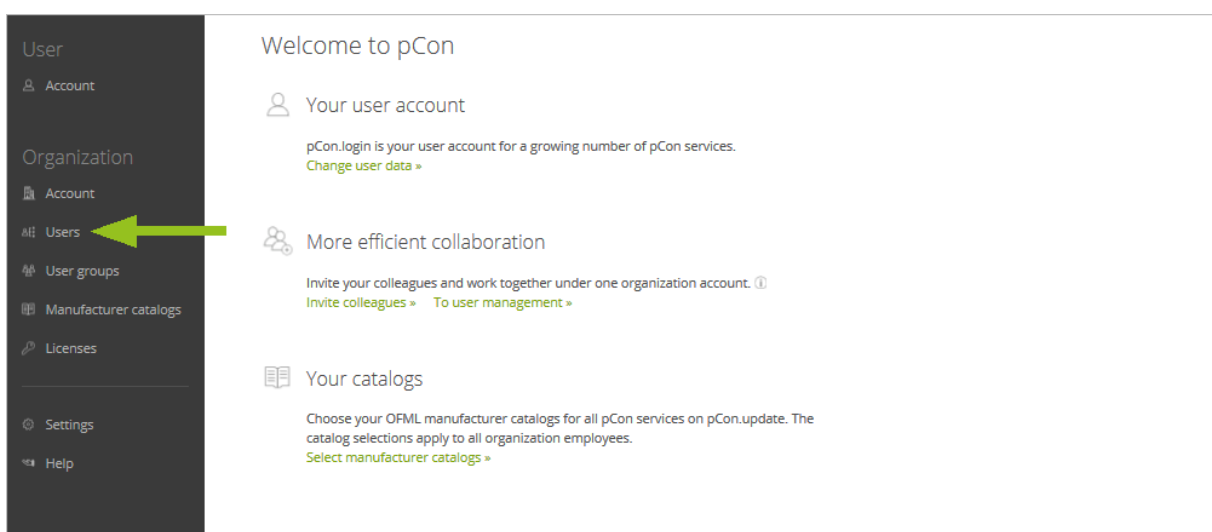 User
Account
Organization
Account
Users
User groups
Manufacturer catalogs
Licenses
Settings
Help
Welcome to pCon
Your user account
pCon.login is your user account for a growing number of pCon services.
Change user data »
More efficient collaboration
Invite your colleagues and work together under one organization account.
Invite colleagues » To user management »
Your catalogs
Choose your OFML manufacturer catalogs for all pCon services on pCon.update. The
catalog selections apply to all organization employees.
Select manufacturer catalogs »